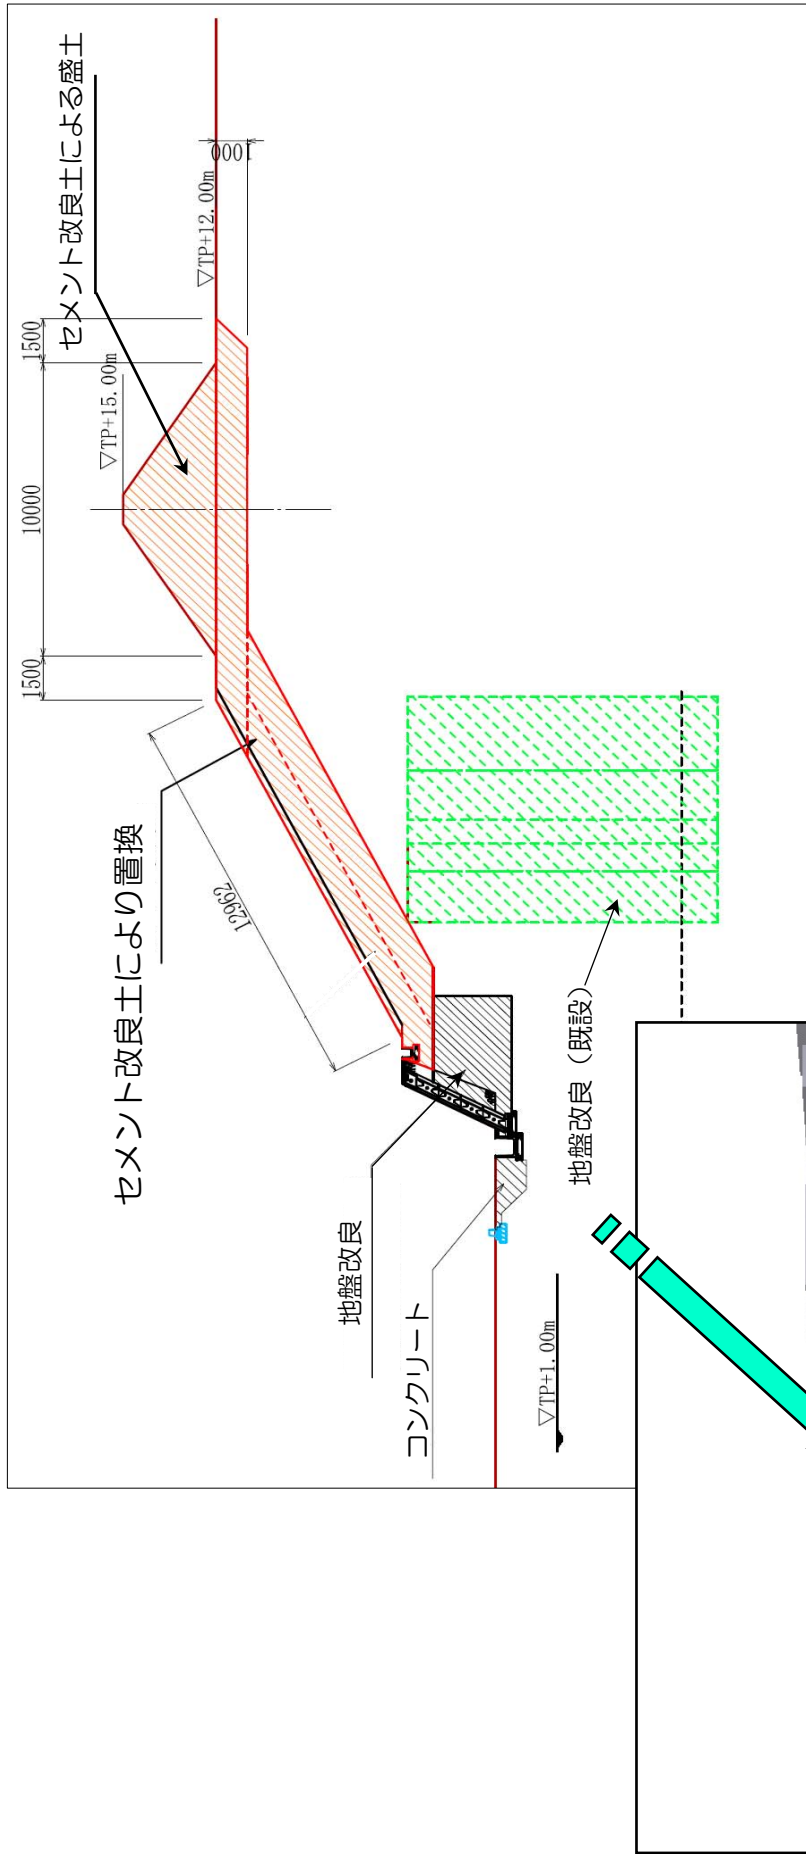 セメント改良土による盛土
1500
10000
1500
▽TP+15.00m
▽TP+12.00m
1000
セメント改良土により置換
12962
地盤改良
コンクリート
地盤改良（既設）
▽TP+1.00m